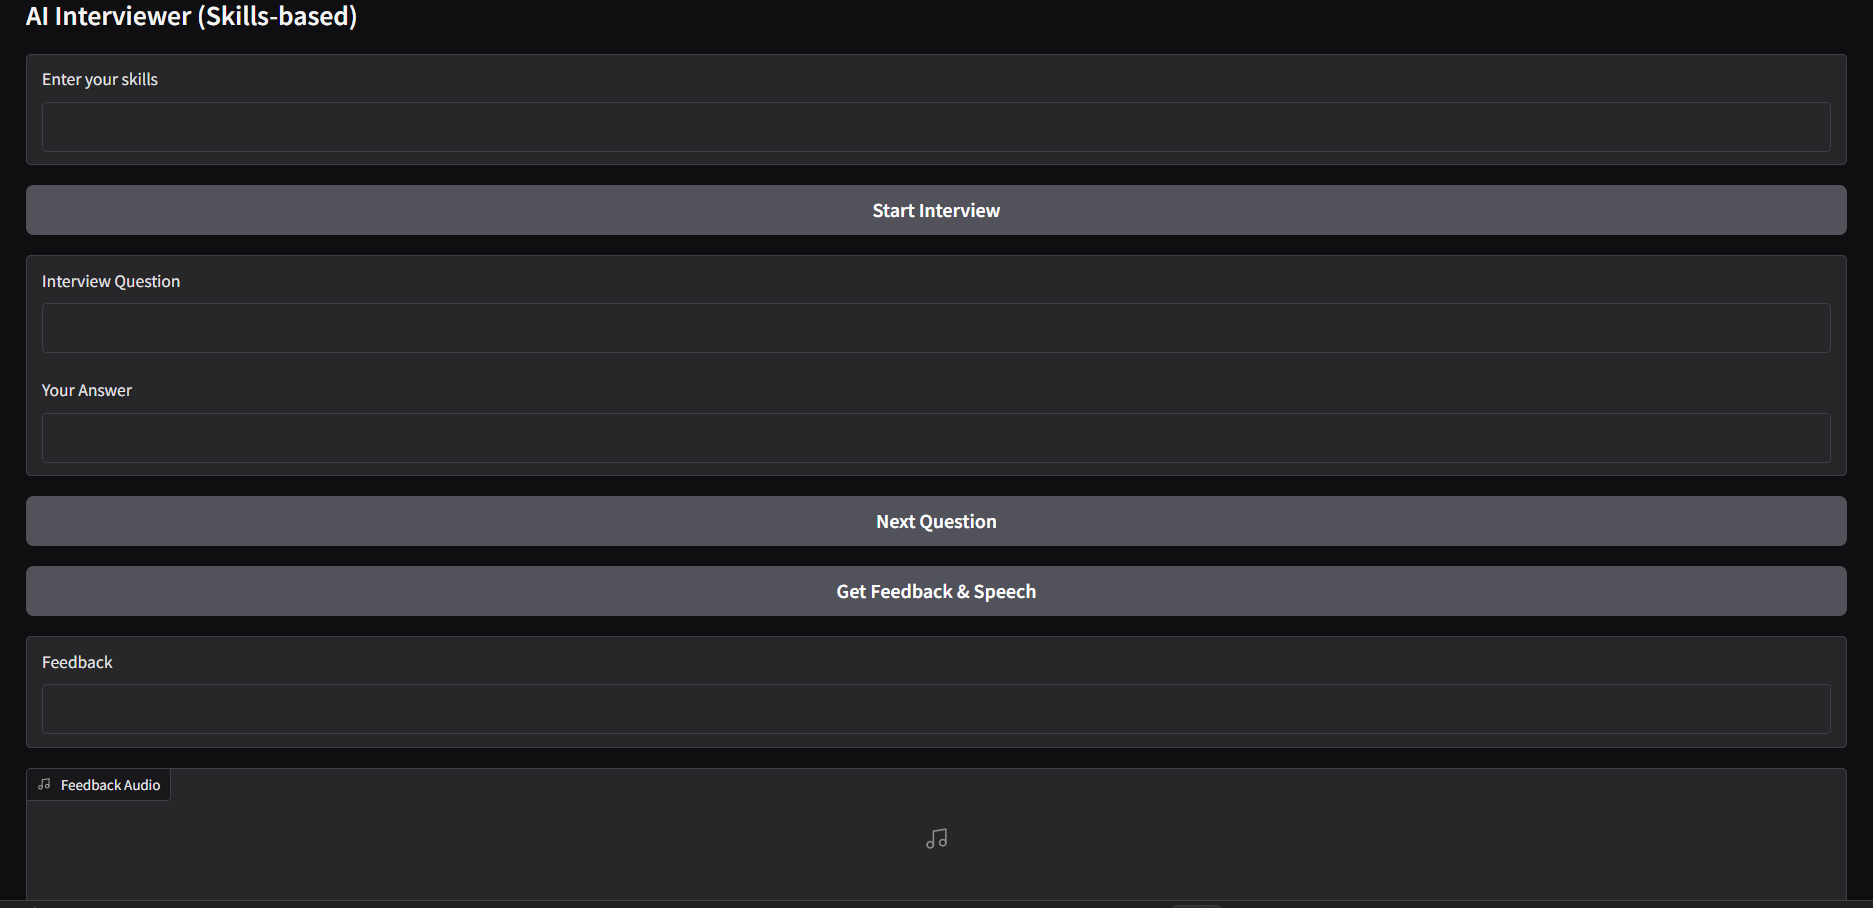 AI Interviewer (Skills-based)
Enter your skills
Start Interview
Interview Question
Your Answer
Next Question
Get Feedback & Speech
Feedback
Feedback Audio